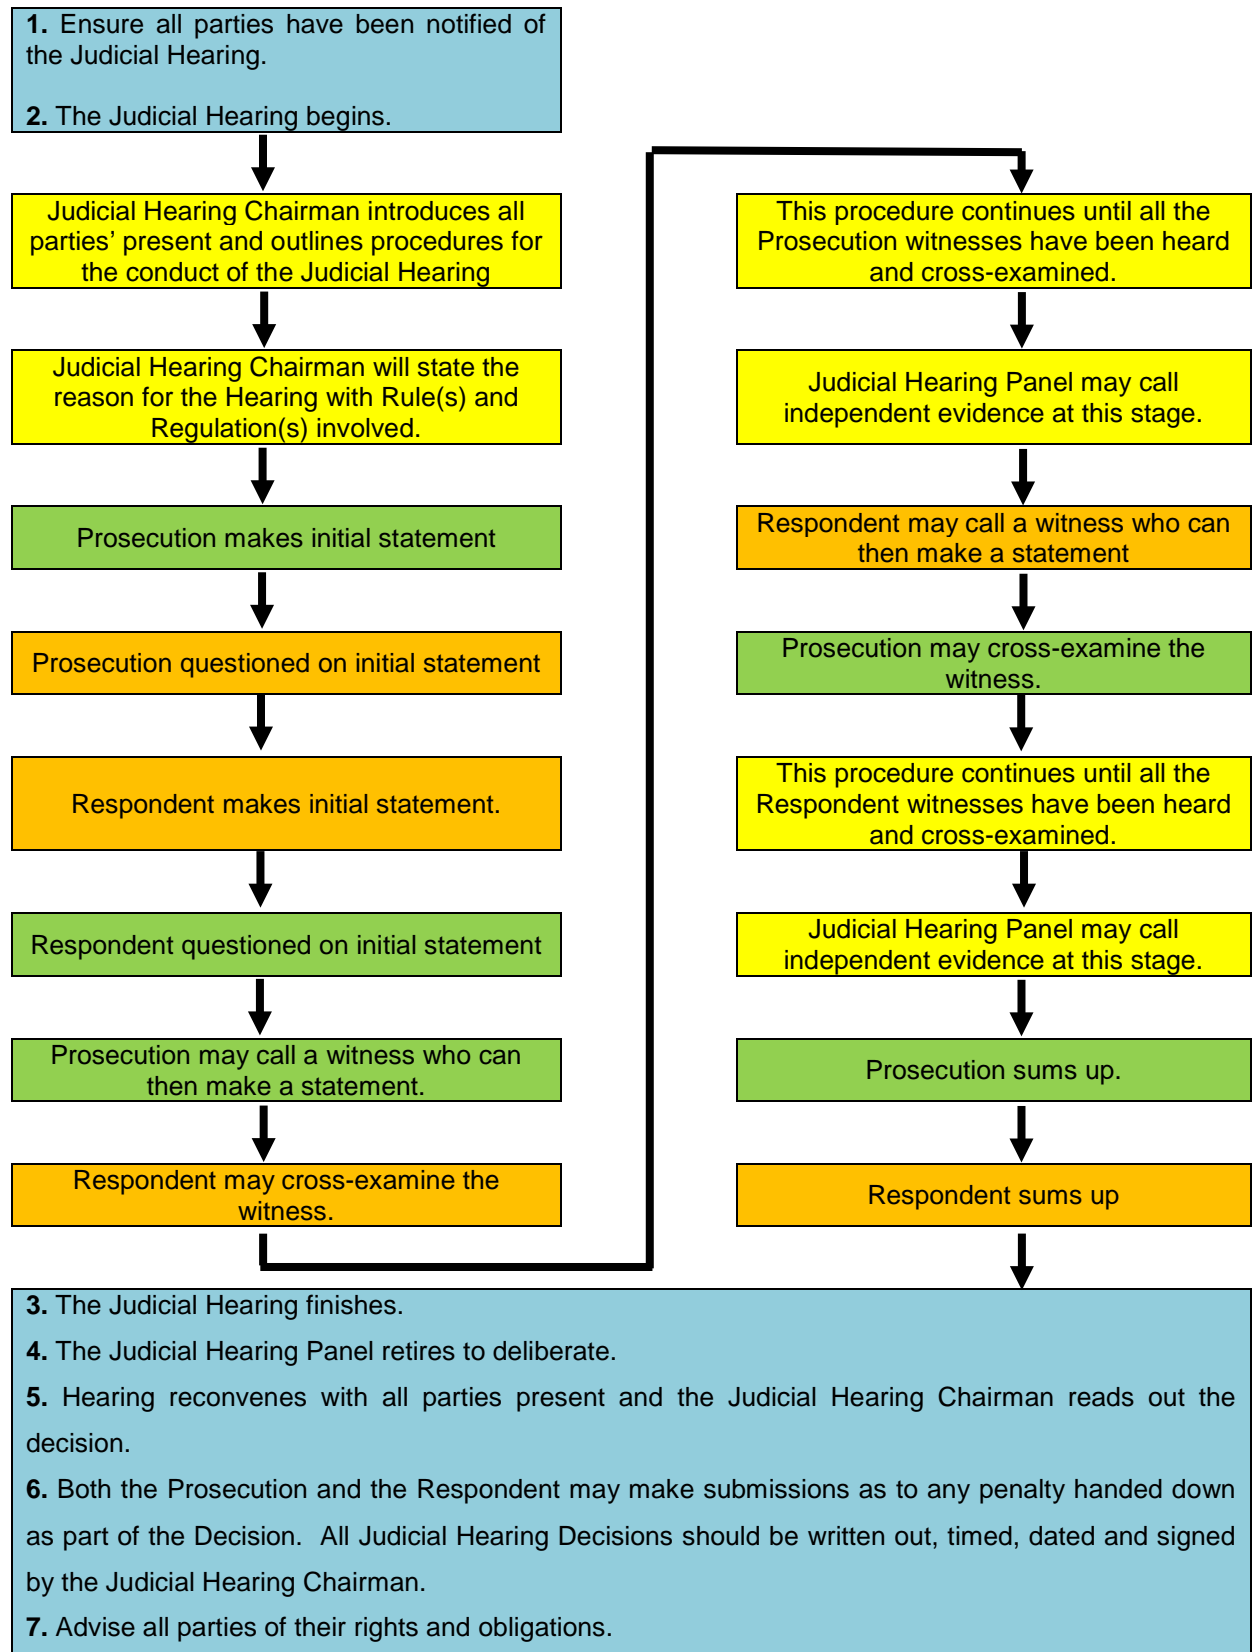 1. Ensure all parties have been notified of
the Judicial Hearing.
2. The Judicial Hearing begins.
Judicial Hearing Chairman introduces all
parties’ present and outlines procedures for
the conduct of the Judicial Hearing
Judicial Hearing Chairman will state the
reason for the Hearing with Rule(s) and
Regulation(s) involved.
Prosecution makes initial statement
Prosecution questioned on initial statement
Respondent makes initial statement.
Respondent questioned on initial statement
Prosecution may call a witness who can
then make a statement.
Respondent may cross-examine the
witness.
This procedure continues until all the
Prosecution witnesses have been heard
and cross-examined.
Judicial Hearing Panel may call
independent evidence at this stage.
Respondent may call a witness who can
then make a statement
Prosecution may cross-examine the
witness.
This procedure continues until all the
Respondent witnesses have been heard
and cross-examined.
Judicial Hearing Panel may call
independent evidence at this stage.
Prosecution sums up.
Respondent sums up
3. The Judicial Hearing finishes.
4. The Judicial Hearing Panel retires to deliberate.
5. Hearing reconvenes with all parties present and the Judicial Hearing Chairman reads out the
decision.
6. Both the Prosecution and the Respondent may make submissions as to any penalty handed down
as part of the Decision. All Judicial Hearing Decisions should be written out, timed, dated and signed
by the Judicial Hearing Chairman.
7. Advise all parties of their rights and obligations.